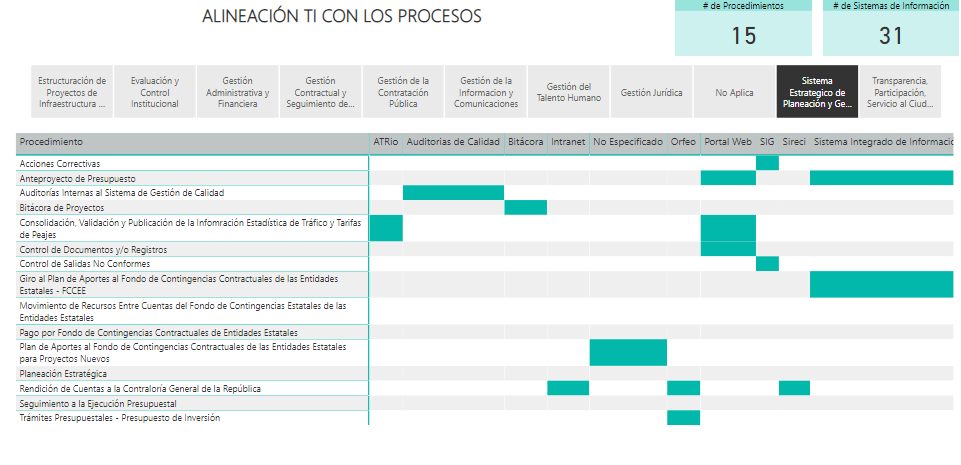 ALINEACIÓN TI CON LOS PROCESOS
# de Procedimientos
15
# de Sistemas de Información
31
Estructuración de
Proyectos de
Infraestructura ...
Evaluación y
Control
Institucional
Gestión
Administrativa y
Financiera
Gestión
Contractual y
Seguimiento de...
Gestión de la
Contratación
Pública
Gestión de la
Informacion y
Comunicaciones
Gestión del
Talento Humano
Gestión Jurídica
No Aplica
Sistema
Estrategico de
Planeación y Ge...
Transparencia,
Participación,
Servicio al Ciud...
Procedimiento
ATRio
Auditorias de Calidad
Bitácora
Intranet
No Especificado
Orfeo
Portal Web
SIG
Sireci
Sistema Integrado de Informació
Acciones Correctivas
Anteproyecto de Presupuesto
Auditorías Internas al Sistema de Gestión de Calidad
Bitácora de Proyectos
Consolidación, Validación y Publicación de la Infomración Estadística de Tráfico y Tarifas
de Peajes
Control de Documentos y/o Registros
Control de Salidas No Conformes
Giro al Plan de Aportes al Fondo de Contingencias Contractuales de las Entidades
Estatales - FCCEE
Movimiento de Recursos Entre Cuentas del Fondo de Contingencias Estatales de las
Entidades Estatales
Pago por Fondo de Contingencias Contractuales de Entidades Estatales
Plan de Aportes al Fondo de Contingencias Contractuales de las Entidades Estatales
para Proyectos Nuevos
Planeación Estratégica
Rendición de Cuentas a la Contraloría General de la República
Seguimiento a la Ejecución Presupuestal
Trámites Presupuestales - Presupuesto de Inversión